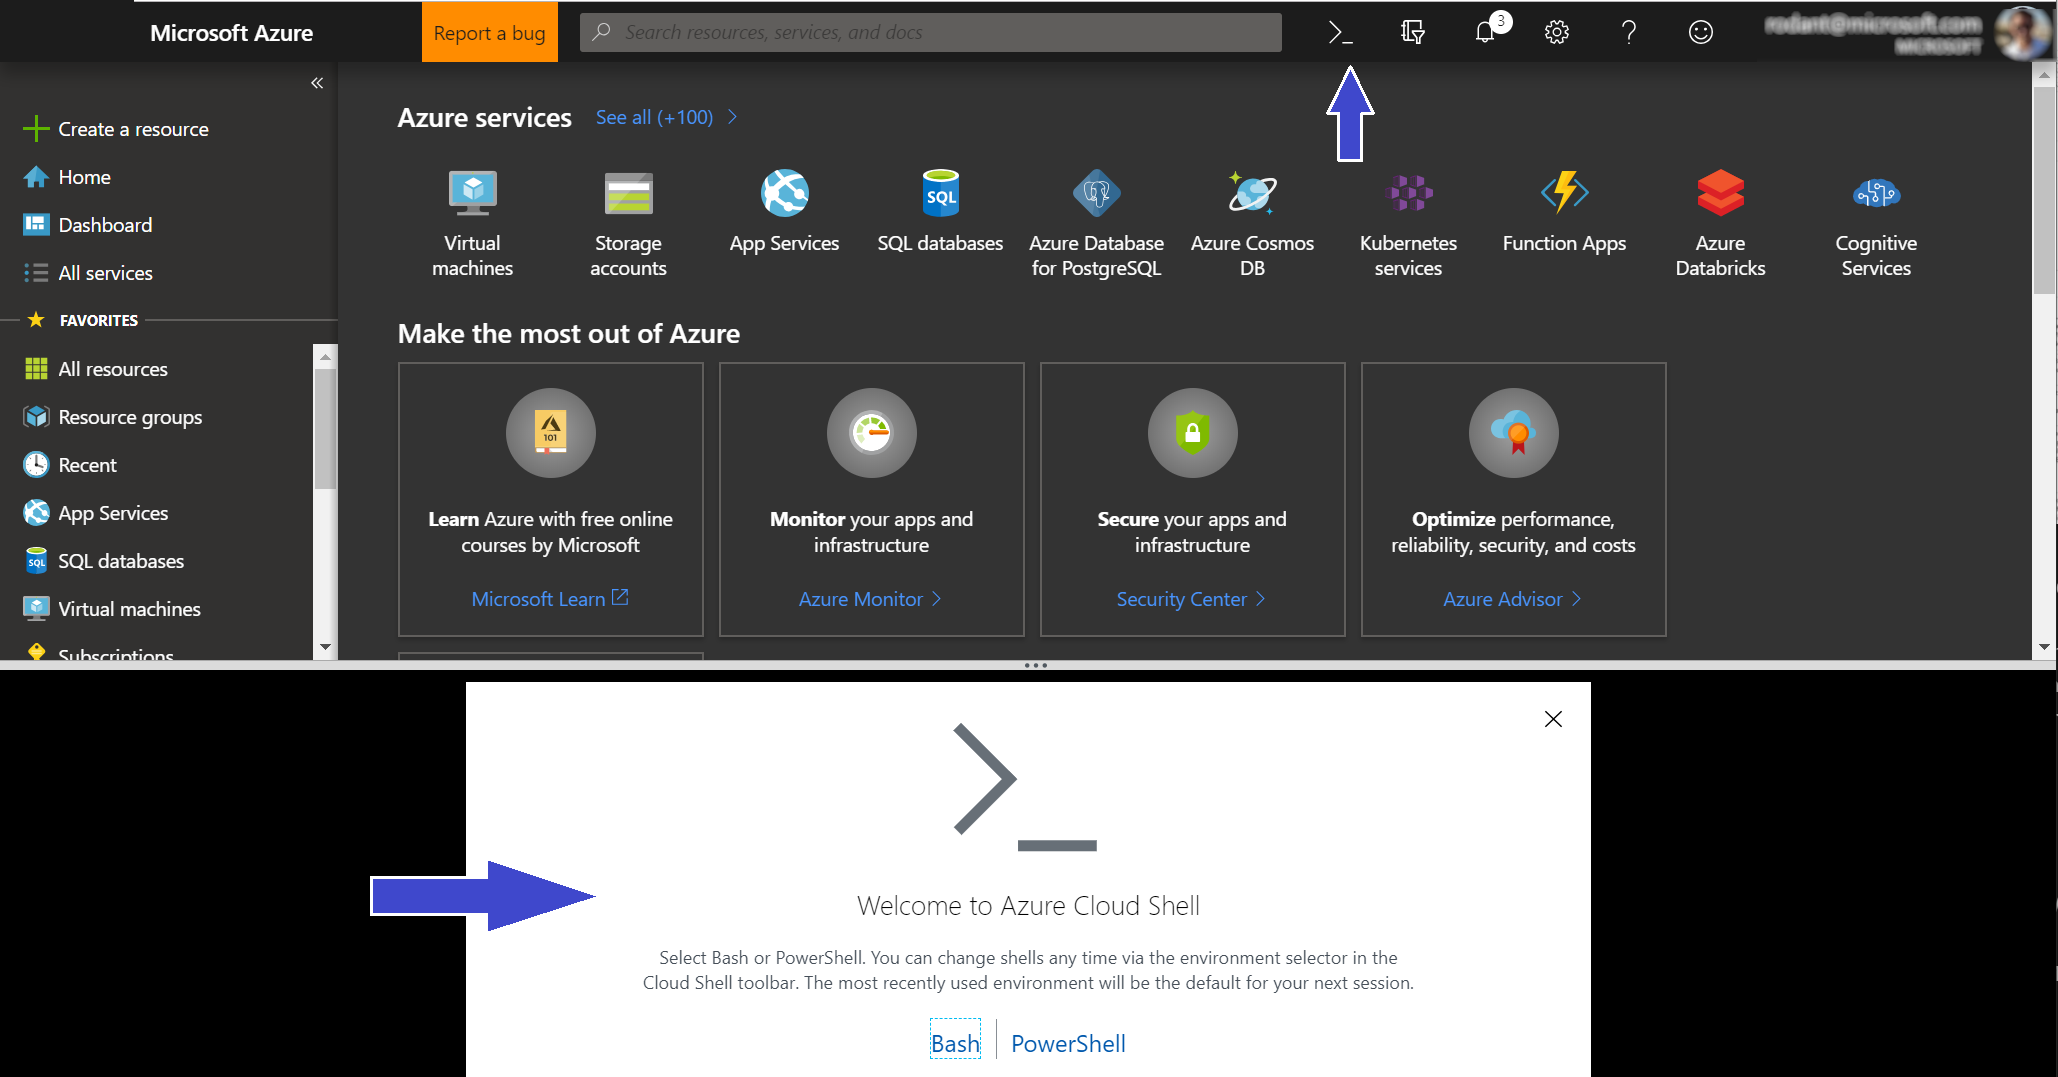 Microsoft Azure
Report a bug
Search resources, services, and docs
3
MICROSOFT
«
Create a resource
Home
Dashboard
All services
FAVORITES
All resources
Resource groups
Recent
App Services
SQL databases
Virtual machines
Subscriptions
Azure services See all (+100) >
Virtual machines
Storage accounts
App Services
SQL
SQL databases
Azure Database for PostgreSQL
Azure Cosmos DB
Kubernetes services
Function Apps
Azure Databricks
Cognitive Services
Make the most out of Azure
101
Learn Azure with free online
courses by Microsoft
Microsoft Learn
Monitor your apps and
infrastructure
Azure Monitor >
Secure your apps and
infrastructure
Security Center >
Optimize performance,
reliability, security, and costs
Azure Advisor >
>_
Welcome to Azure Cloud Shell
Select Bash or PowerShell. You can change shells any time via the environment selector in the
Cloud Shell toolbar. The most recently used environment will be the default for your next session.
Bash | PowerShell